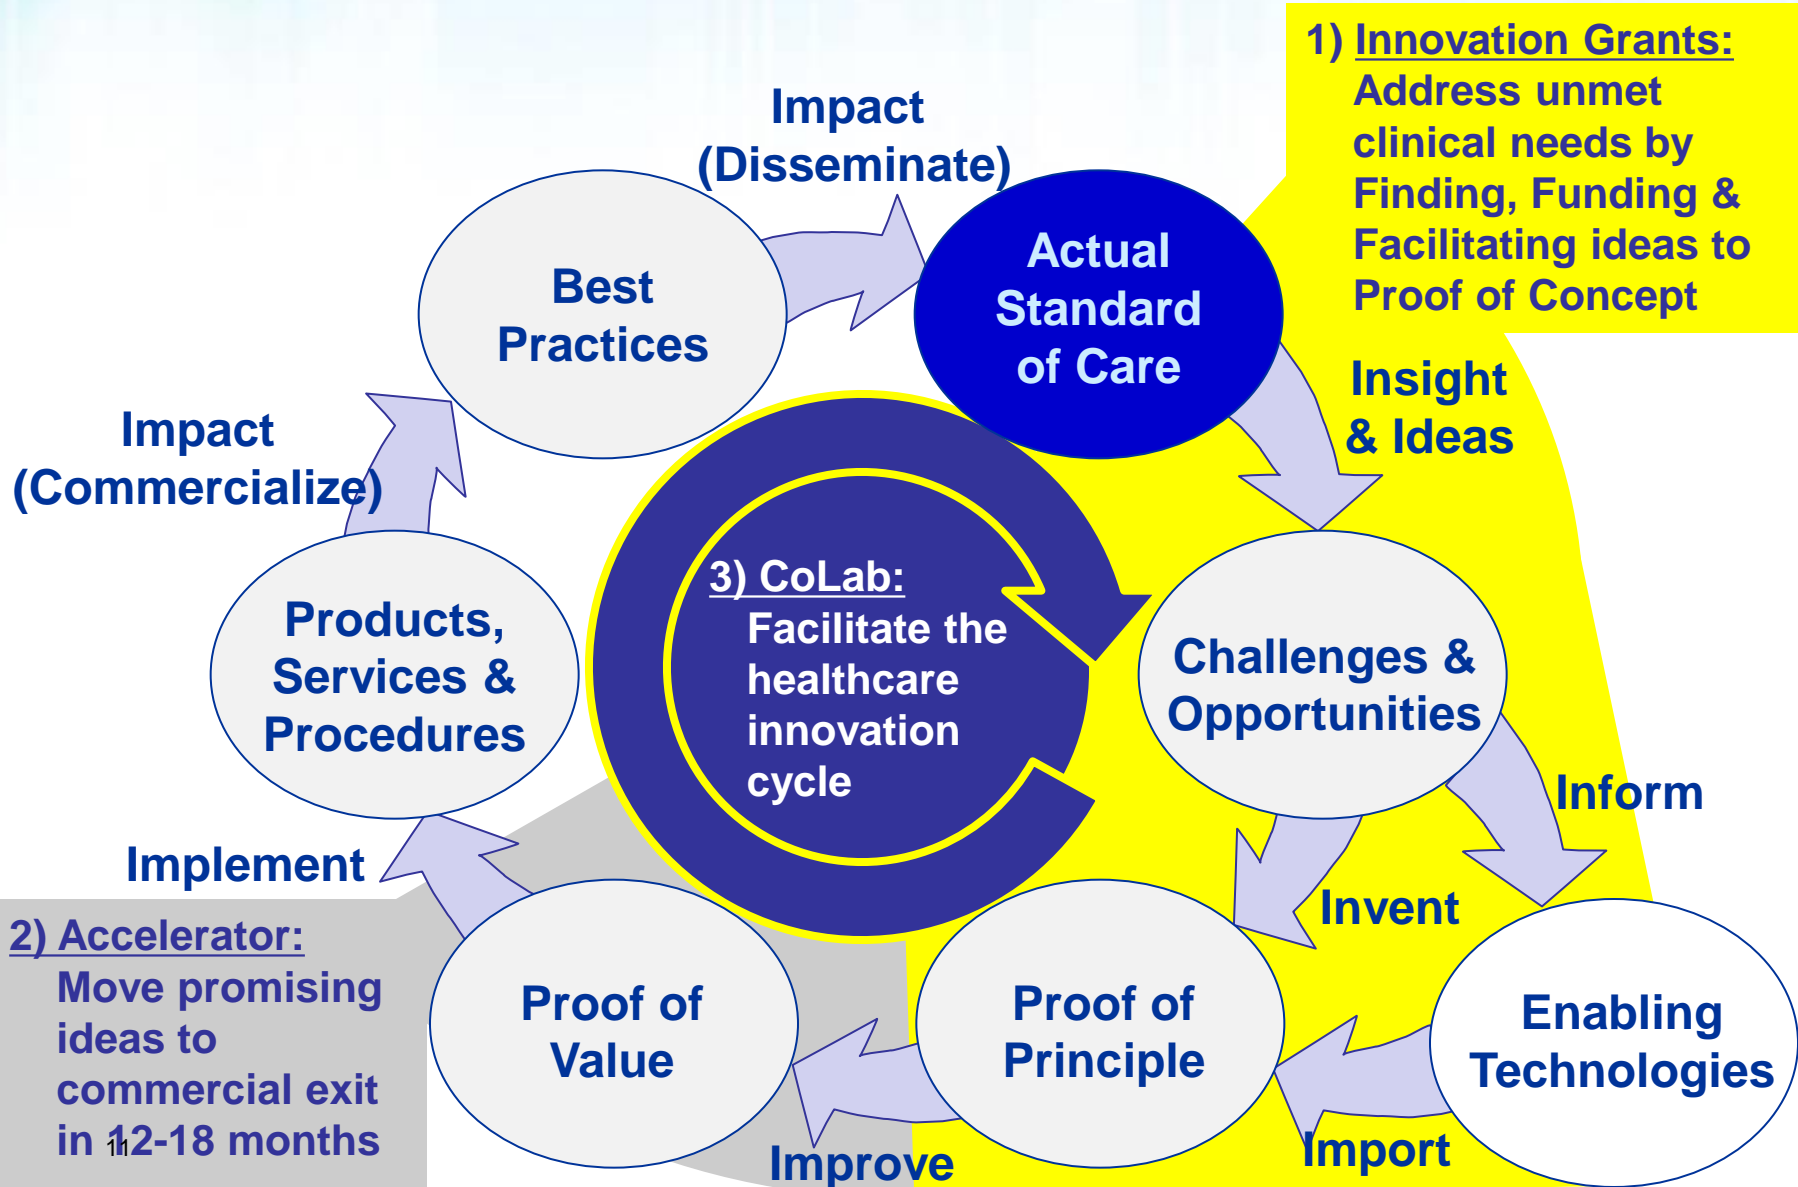 1) Innovation Grants:
Address unmet
clinical needs by
Finding, Funding &
Facilitating ideas to
Proof of Concept
Impact
(Disseminate)
Actual
Standard
of Care
Best
Practices
Insight
& Ideas
Impact
(Commercialize)
3) CoLab:
Facilitate the
healthcare
innovation
cycle
Products,
Services &
Procedures
Challenges &
Opportunities
Inform
Implement
Invent
2) Accelerator:
Move promising
ideas to
commercial exit
in 12-18 months
11
Proof of
Value
Proof of
Principle
Enabling
Technologies
Improve
Import